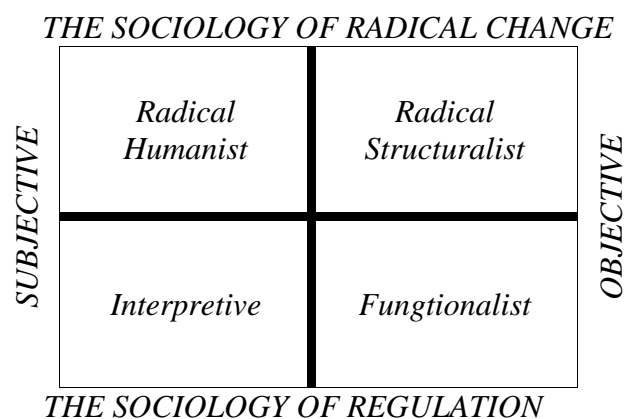 THE SOCIOLOGY OF RADICAL CHANGE
Radical
Humanist
Radical
Structuralist
SUBJECTIVE
OBJECTIVE
Interpretive
Fungtionalist
THE SOCIOLOGY OF REGULATION